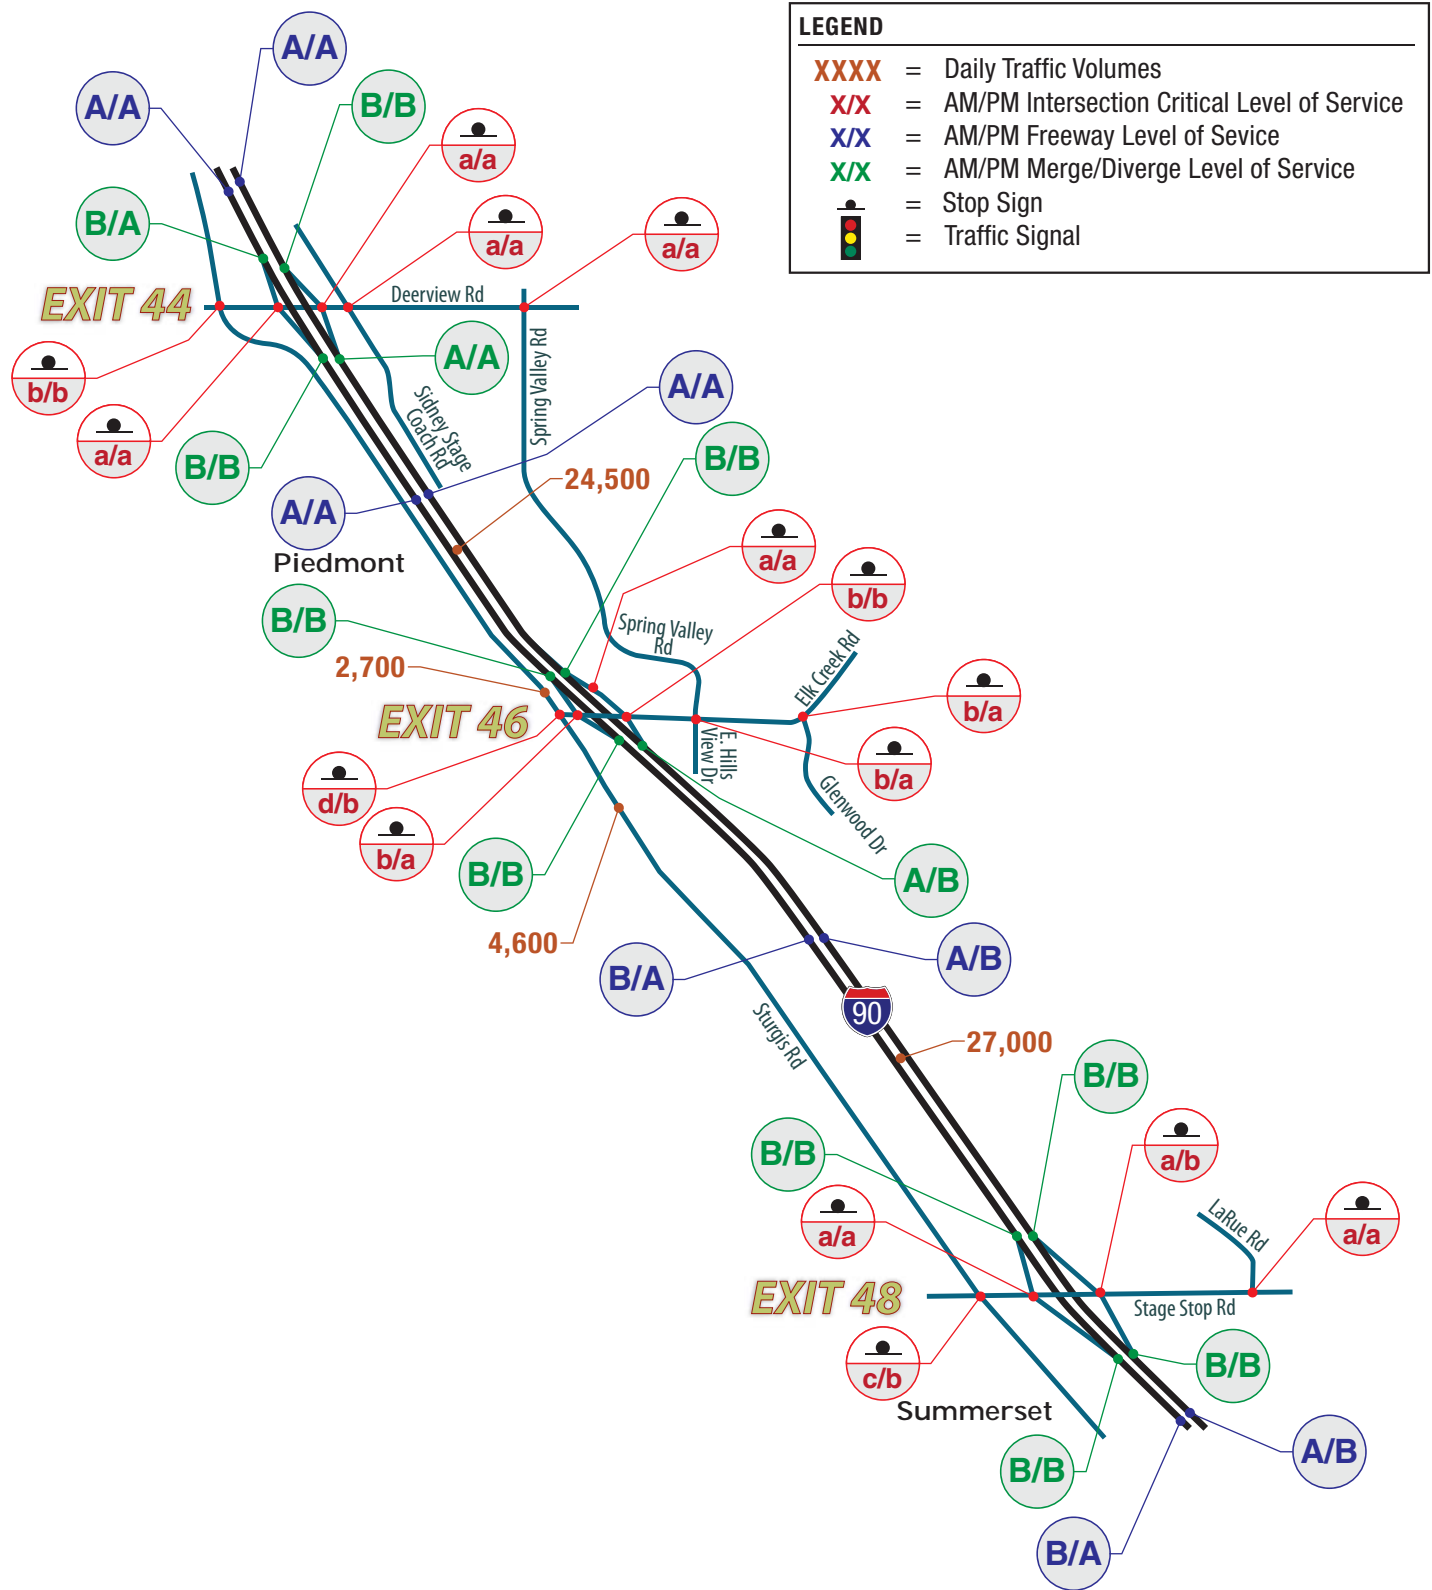 LEGEND
XXXX = Daily Traffic Volumes
X/X = AM/PM Intersection Critical Level of Service
X/X = AM/PM Freeway Level of Sevice
X/X = AM/PM Merge/Diverge Level of Service
= Stop Sign
= Traffic Signal
A/A
A/A
B/B
a/a
B/A
a/a
a/a
EXIT 44
Deerview Rd
b/b
a/a
B/B
A/A
Sidney Stage
Coach Rd
Spring Valley Rd
A/A
B/B
24,500
A/A
Piedmont
a/a
b/b
B/B
Spring Valley
Rd
2,700
EXIT 46
Elk Creek Rd
b/a
E. Hills
View Dr
b/a
Glenwood Dr
d/b
b/a
B/B
A/B
4,600
B/A
A/B
90
Sturgis Rd
27,000
B/B
B/B
a/b
a/a
LaRue Rd
a/a
EXIT 48
Stage Stop Rd
c/b
B/B
Summerset
B/B
A/B
B/A